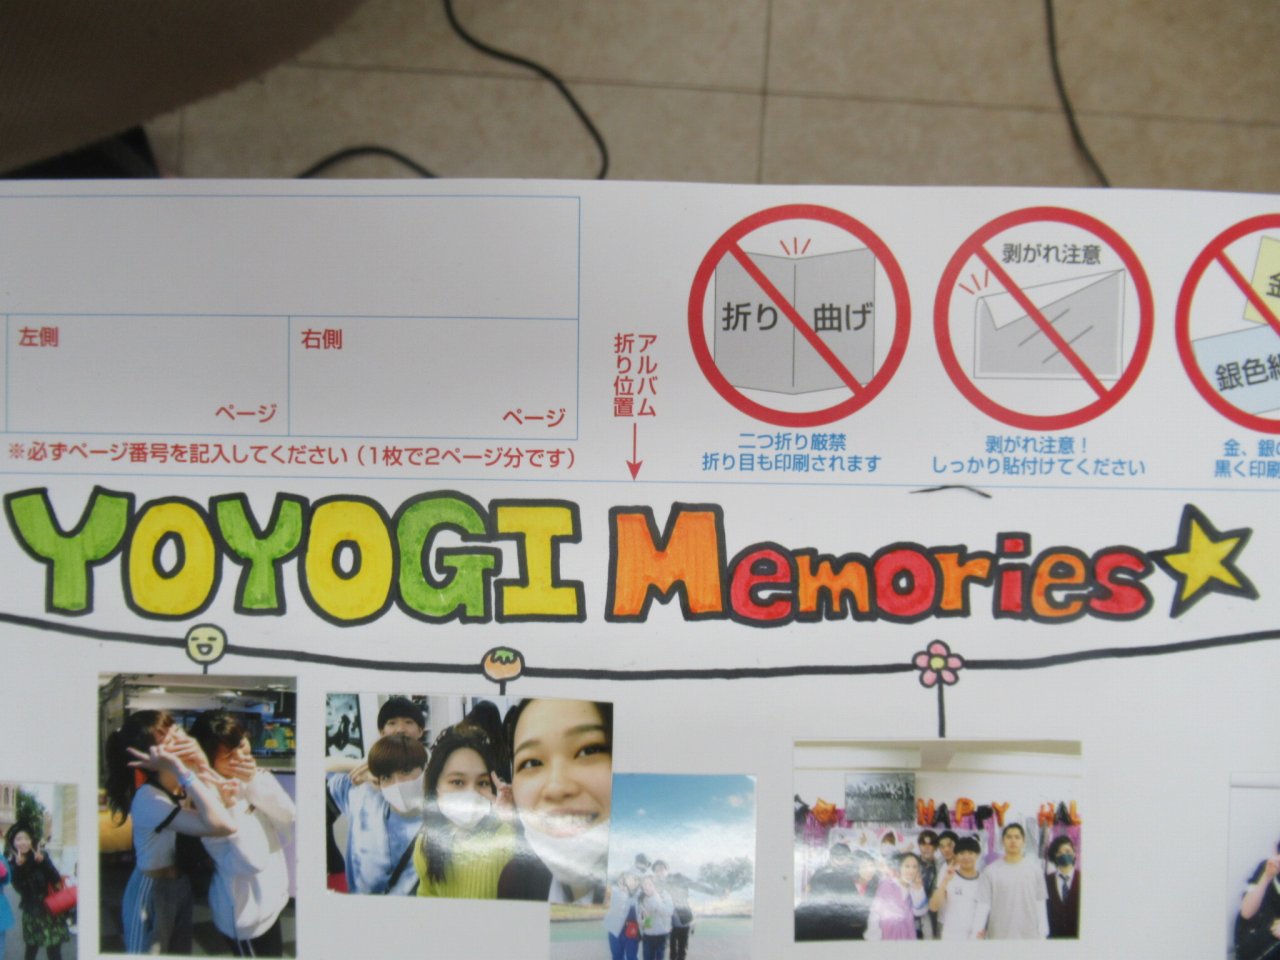 左側
ページ
右側
ページ
※必ずページ番号を記入してください（1枚で2ページ分です）
アルバム
折り位置
折り曲げ
二つ折り厳禁
折り目も印刷されます
剥がれ注意
剥がれ注意！
しっかり貼付けてください
金
銀色
金、銀の
黒く印刷
YOYOGI Memories
HAPPY HAL